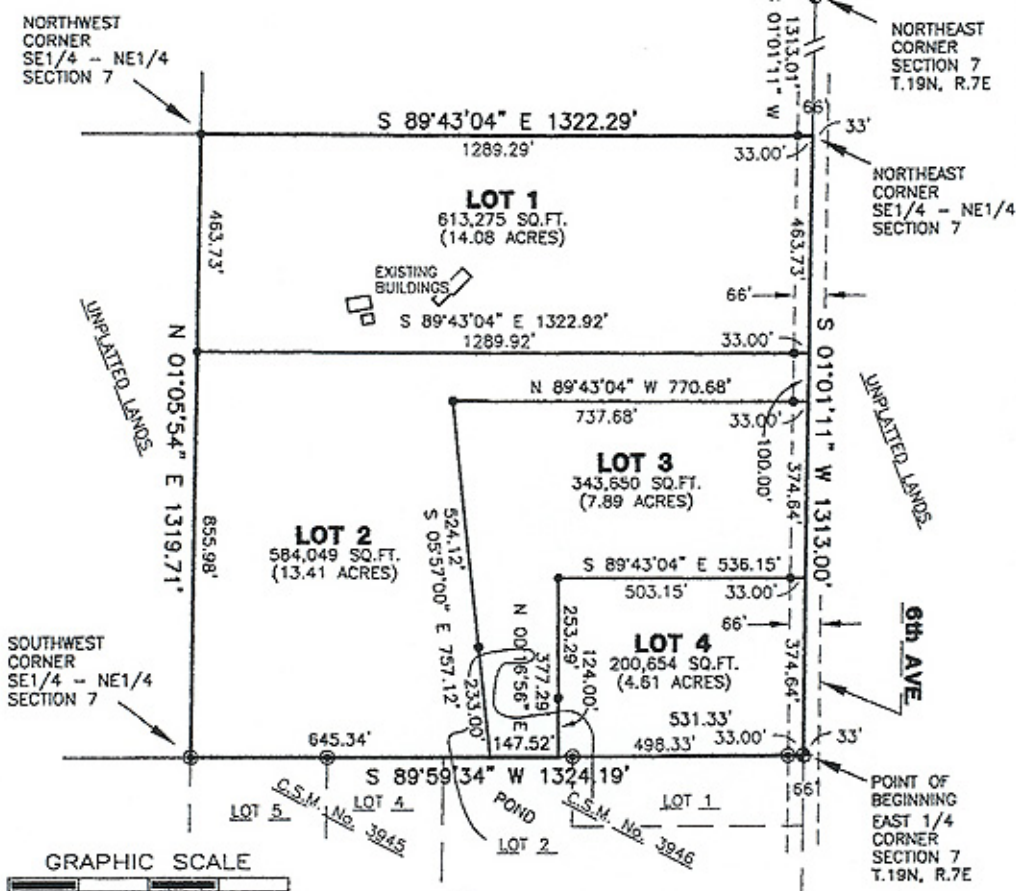 NORTHWEST
CORNER
SE1/4 - NE1/4
SECTION 7
1313.01'
01°01'11" W
NORTHEAST
CORNER
SECTION 7
T.19N, R.7E
66'
33'
S 89°43'04" E 1322.29'
1289.29'
33.00'
NORTHEAST
CORNER
SE1/4 - NE1/4
SECTION 7
LOT 1
613,275 SQ.FT.
(14.08 ACRES)
463.73'
463.73'
EXISTING
BUILDINGS
66'
S 89°43'04" E 1322.92'
1289.92'
33.00'
UNPLATTED LANDS
N 01°05'54" E 1319.71'
S 01°01'11" W 1313.00'
UNPLATTED LANDS
N 89°43'04" W 770.68'
737.68'
33.00'
100.00'
LOT 3
343,650 SQ.FT.
(7.89 ACRES)
374.64'
855.98'
LOT 2
584,049 SQ.FT.
(13.41 ACRES)
524.12'
S 05°57'00" E 757.12'
233.00'
S 89°43'04" E 536.15'
503.15'
33.00'
66'
6th AVE.
N 00°16'56" E
377.29'
253.29'
124.00'
LOT 4
200,654 SQ.FT.
(4.61 ACRES)
374.64'
SOUTHWEST
CORNER
SE1/4 - NE1/4
SECTION 7
645.34'
147.52'
531.33'
498.33'
33.00'
33'
S 89°59'34" W 1324.19'
66'
POINT OF
BEGINNING
EAST 1/4
CORNER
SECTION 7
T.19N, R.7E
LOT 5
C.S.M. No. 3945
LOT 4
POND
LOT 2
C.S.M. No. 3946
LOT 1
GRAPHIC SCALE